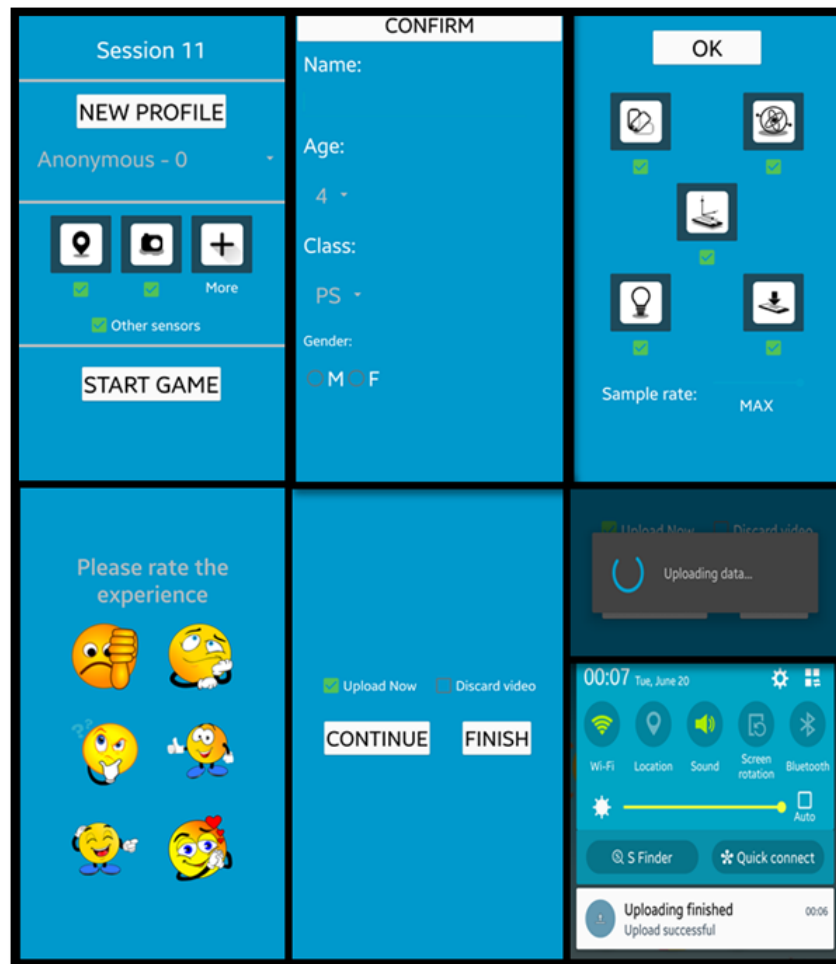 Session 11
NEW PROFILE
Anonymous - 0
More
Other sensors
START GAME
CONFIRM
Name:
Age:
4
Class:
PS
Gender:
M F
OK
Sample rate:
MAX
Please rate the
experience
??
Upload Now Discard video
CONTINUE FINISH
Upload Now Discard video
Uploading data...
00:07 Tue, June 20
Wi-Fi Location Sound Screen rotation Bluetooth
Auto
S Finder Quick connect
Uploading finished 00:06
Upload successful